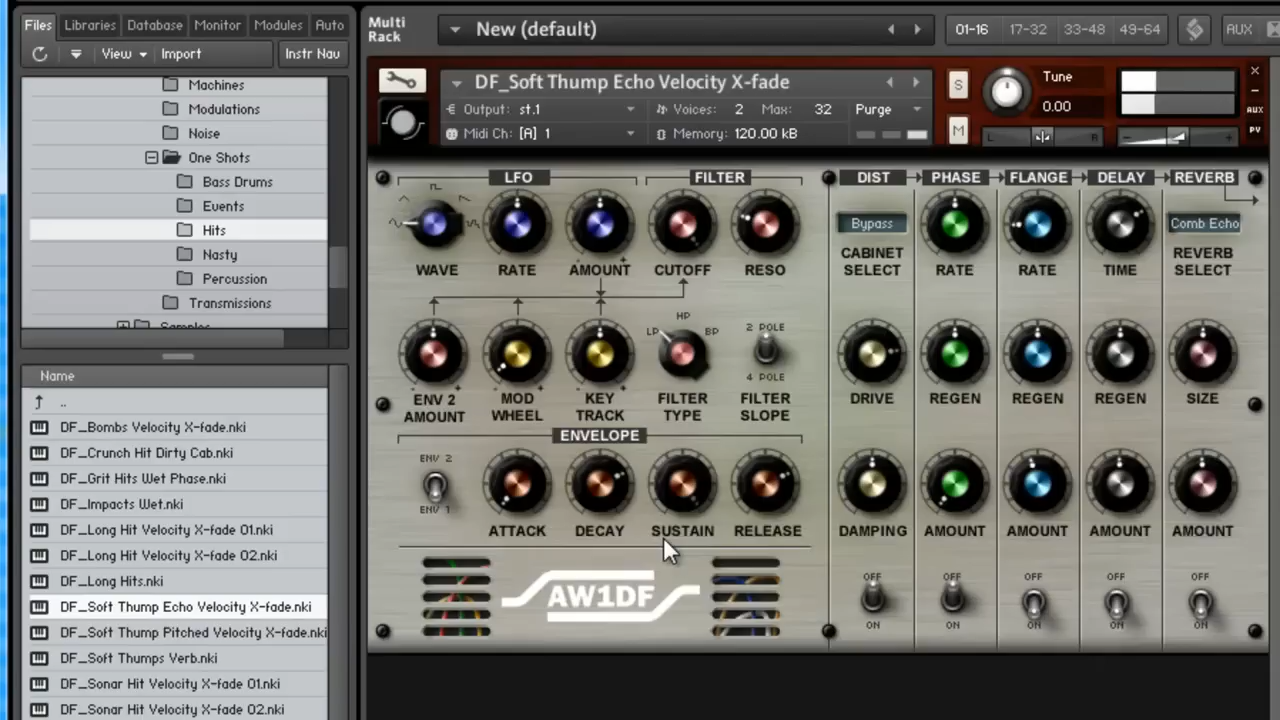 Files Libraries Database Monitor Modules Auto
View Import Instr Nav
Machines
Modulations
Noise
One Shots
Bass Drums
Events
Hits
Nasty
Percussion
Transmissions
Samples
Name
..
DF_Bombs Velocity X-fade.nki
DF_Crunch Hit Dirty Cab.nki
DF_Grit Hits Wet Phase.nki
DF_Impacts Wet.nki
DF_Long Hit Velocity X-fade 01.nki
DF_Long Hit Velocity X-fade 02.nki
DF_Long Hits.nki
DF_Soft Thump Echo Velocity X-fade.nki
DF_Soft Thump Pitched Velocity X-fade.nki
DF_Soft Thumps Verb.nki
DF_Sonar Hit Velocity X-fade 01.nki
DF_Sonar Hit Velocity X-fade 02.nki
Multi Rack
New (default)
01-16 17-32 33-48 49-64 AUX
DF_Soft Thump Echo Velocity X-fade
Output: st.1 Voices: 2 Max: 32 Purge
Midi Ch: [A] 1 Memory: 120.00 kB
S
M
Tune
0.00
L R
- +
×
-
AUX
PV
LFO FILTER DIST PHASE FLANGE DELAY REVERB
Bypass Comb Echo
WAVE RATE AMOUNT CUTOFF RESO
CABINET SELECT RATE RATE TIME REVERB SELECT
LP HP BP
2 POLE
4 POLE
ENV 2 AMOUNT MOD WHEEL KEY TRACK FILTER TYPE FILTER SLOPE
DRIVE REGEN REGEN REGEN SIZE
ENVELOPE
ENV 2
ENV 1
ATTACK DECAY SUSTAIN RELEASE
DAMPING AMOUNT AMOUNT AMOUNT AMOUNT
OFF OFF OFF OFF OFF
ON ON ON ON ON
AW1DF